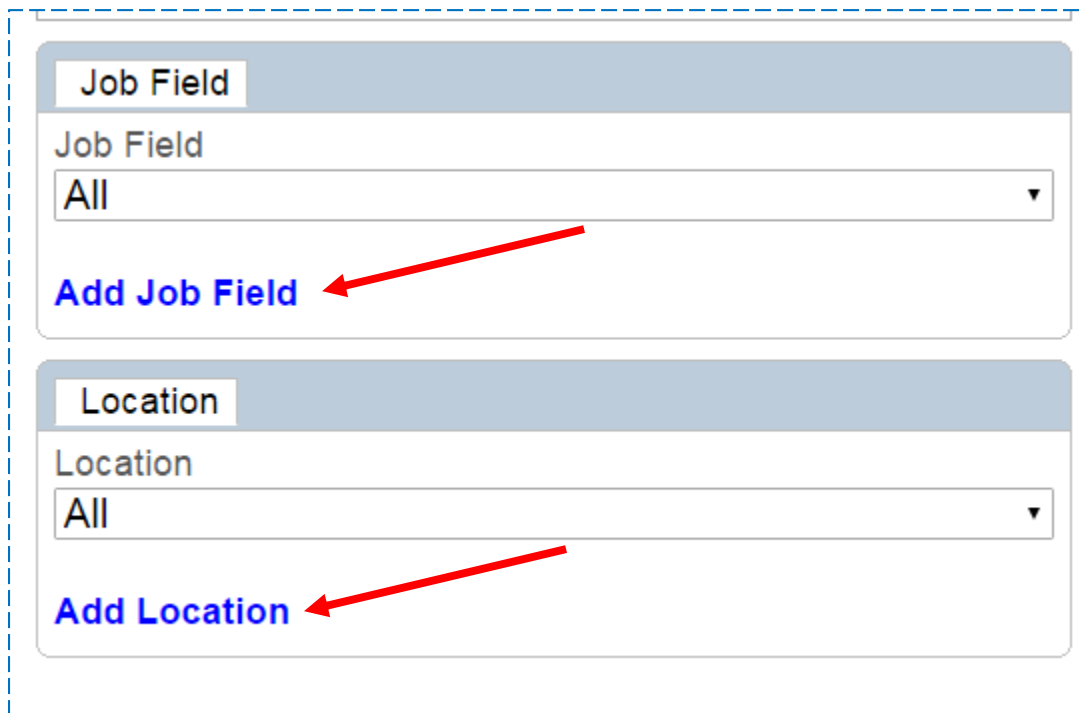 Job Field
Job Field
All
Add Job Field
Location
Location
All
Add Location